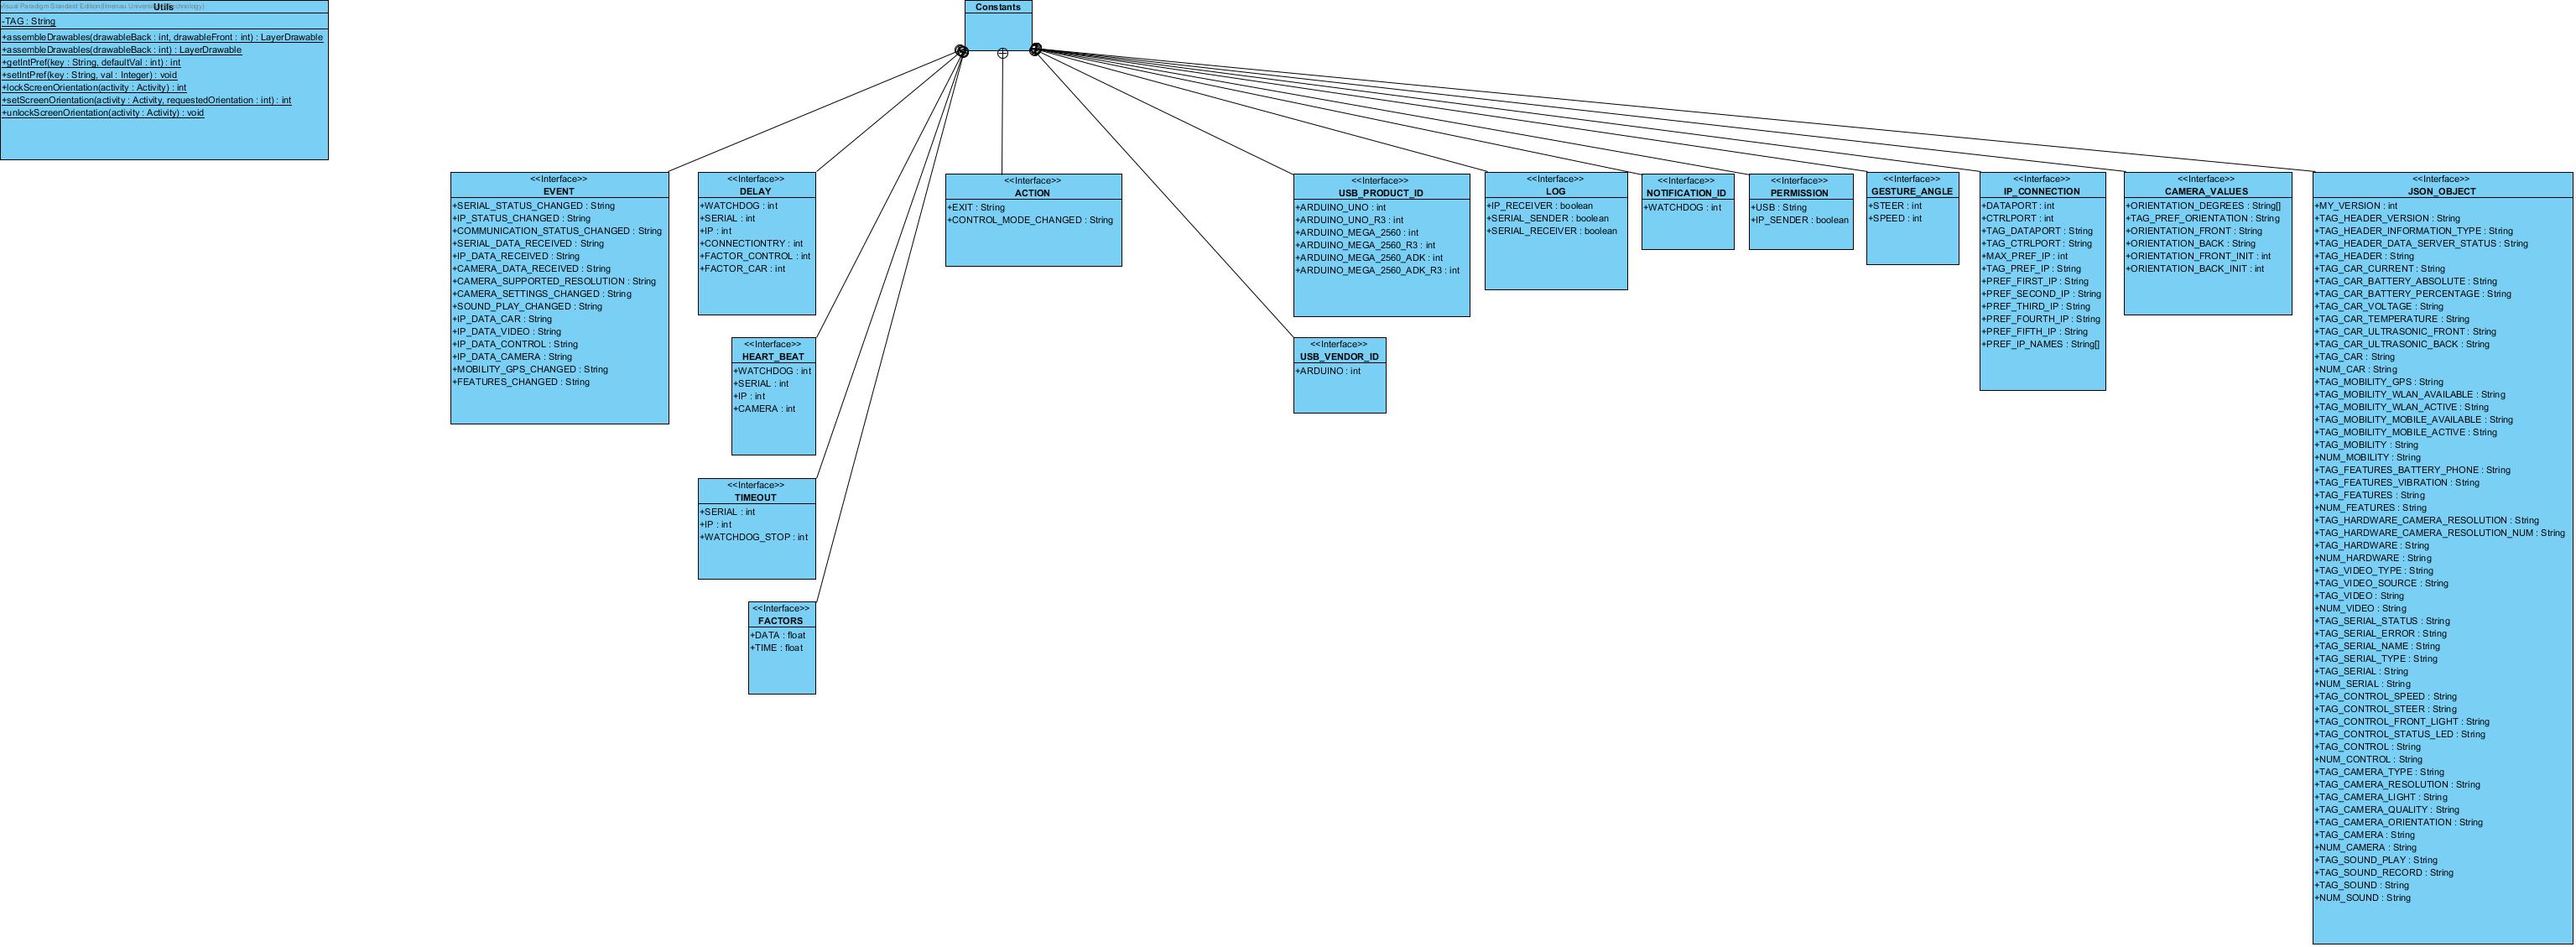 Visual Paradigm Standard Edition(Ilmenau University of Technology)
Utils
-TAG : String
+assembleDrawables(drawableBack : int, drawableFront : int) : LayerDrawable
+assembleDrawables(drawableBack : int) : LayerDrawable
+getIntPref(key : String, defaultVal : int) : int
+setIntPref(key : String, val : Integer) : void
+lockScreenOrientation(activity : Activity) : int
+setScreenOrientation(activity : Activity, requestedOrientation : int) : int
+unlockScreenOrientation(activity : Activity) : void
Constants
<<Interface>>
EVENT
+SERIAL_STATUS_CHANGED : String
+IP_STATUS_CHANGED : String
+COMMUNICATION_STATUS_CHANGED : String
+SERIAL_DATA_RECEIVED : String
+IP_DATA_RECEIVED : String
+CAMERA_DATA_RECEIVED : String
+CAMERA_SUPPORTED_RESOLUTION : String
+CAMERA_SETTINGS_CHANGED : String
+SOUND_PLAY_CHANGED : String
+IP_DATA_CAR : String
+IP_DATA_VIDEO : String
+IP_DATA_CONTROL : String
+IP_DATA_CAMERA : String
+MOBILITY_GPS_CHANGED : String
+FEATURES_CHANGED : String
<<Interface>>
DELAY
+WATCHDOG : int
+SERIAL : int
+IP : int
+CONNECTIONTRY : int
+FACTOR_CONTROL : int
+FACTOR_CAR : int
<<Interface>>
HEART_BEAT
+WATCHDOG : int
+SERIAL : int
+IP : int
+CAMERA : int
<<Interface>>
TIMEOUT
+SERIAL : int
+IP : int
+WATCHDOG_STOP : int
<<Interface>>
FACTORS
+DATA : float
+TIME : float
<<Interface>>
ACTION
+EXIT : String
+CONTROL_MODE_CHANGED : String
<<Interface>>
USB_PRODUCT_ID
+ARDUINO_UNO : int
+ARDUINO_UNO_R3 : int
+ARDUINO_MEGA_2560 : int
+ARDUINO_MEGA_2560_R3 : int
+ARDUINO_MEGA_2560_ADK : int
+ARDUINO_MEGA_2560_ADK_R3 : int
<<Interface>>
USB_VENDOR_ID
+ARDUINO : int
<<Interface>>
LOG
+IP_RECEIVER : boolean
+SERIAL_SENDER : boolean
+SERIAL_RECEIVER : boolean
<<Interface>>
NOTIFICATION_ID
+WATCHDOG : int
<<Interface>>
PERMISSION
+USB : String
+IP_SENDER : boolean
<<Interface>>
GESTURE_ANGLE
+STEER : int
+SPEED : int
<<Interface>>
IP_CONNECTION
+DATAPORT : int
+CTRLPORT : int
+TAG_DATAPORT : String
+TAG_CTRLPORT : String
+MAX_PREF_IP : int
+TAG_PREF_IP : String
+PREF_FIRST_IP : String
+PREF_SECOND_IP : String
+PREF_THIRD_IP : String
+PREF_FOURTH_IP : String
+PREF_FIFTH_IP : String
+PREF_IP_NAMES : String[]
<<Interface>>
CAMERA_VALUES
+ORIENTATION_DEGREES : String[]
+TAG_PREF_ORIENTATION : String
+ORIENTATION_FRONT : String
+ORIENTATION_BACK : String
+ORIENTATION_FRONT_INIT : int
+ORIENTATION_BACK_INIT : int
<<Interface>>
JSON_OBJECT
+MY_VERSION : int
+TAG_HEADER_VERSION : String
+TAG_HEADER_INFORMATION_TYPE : String
+TAG_HEADER_DATA_SERVER_STATUS : String
+TAG_HEADER : String
+TAG_CAR_CURRENT : String
+TAG_CAR_BATTERY_ABSOLUTE : String
+TAG_CAR_BATTERY_PERCENTAGE : String
+TAG_CAR_VOLTAGE : String
+TAG_CAR_TEMPERATURE : String
+TAG_CAR_ULTRASONIC_FRONT : String
+TAG_CAR_ULTRASONIC_BACK : String
+TAG_CAR : String
+NUM_CAR : String
+TAG_MOBILITY_GPS : String
+TAG_MOBILITY_WLAN_AVAILABLE : String
+TAG_MOBILITY_WLAN_ACTIVE : String
+TAG_MOBILITY_MOBILE_AVAILABLE : String
+TAG_MOBILITY_MOBILE_ACTIVE : String
+TAG_MOBILITY : String
+NUM_MOBILITY : String
+TAG_FEATURES_BATTERY_PHONE : String
+TAG_FEATURES_VIBRATION : String
+TAG_FEATURES : String
+NUM_FEATURES : String
+TAG_HARDWARE_CAMERA_RESOLUTION : String
+TAG_HARDWARE_CAMERA_RESOLUTION_NUM : String
+TAG_HARDWARE : String
+NUM_HARDWARE : String
+TAG_VIDEO_TYPE : String
+TAG_VIDEO_SOURCE : String
+TAG_VIDEO : String
+NUM_VIDEO : String
+TAG_SERIAL_STATUS : String
+TAG_SERIAL_ERROR : String
+TAG_SERIAL_NAME : String
+TAG_SERIAL_TYPE : String
+TAG_SERIAL : String
+NUM_SERIAL : String
+TAG_CONTROL_SPEED : String
+TAG_CONTROL_STEER : String
+TAG_CONTROL_FRONT_LIGHT : String
+TAG_CONTROL_STATUS_LED : String
+TAG_CONTROL : String
+NUM_CONTROL : String
+TAG_CAMERA_TYPE : String
+TAG_CAMERA_RESOLUTION : String
+TAG_CAMERA_LIGHT : String
+TAG_CAMERA_QUALITY : String
+TAG_CAMERA_ORIENTATION : String
+TAG_CAMERA : String
+NUM_CAMERA : String
+TAG_SOUND_PLAY : String
+TAG_SOUND_RECORD : String
+TAG_SOUND : String
+NUM_SOUND : String